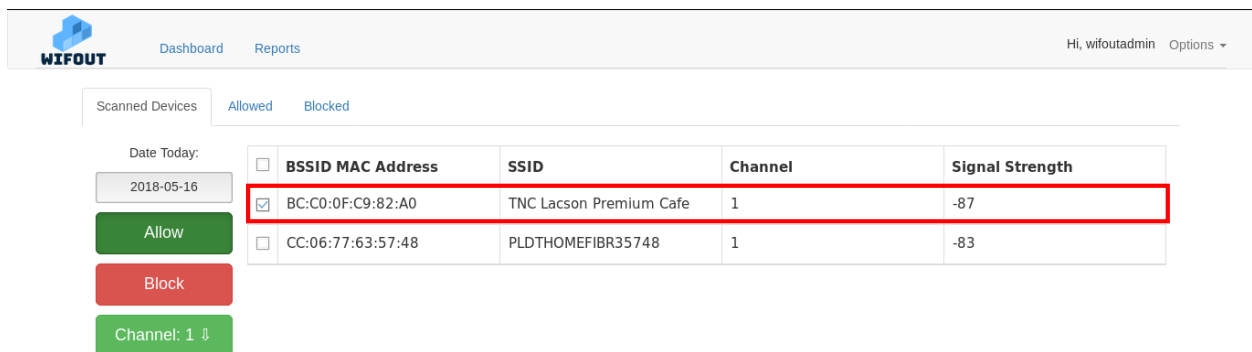 WIFOUT Dashboard Reports Hi, wifoutadmin Options
Scanned Devices Allowed Blocked
Date Today:
2018-05-16
Allow
Block
Channel: 1 ⇩
BSSID MAC Address SSID Channel Signal Strength
BC:C0:0F:C9:82:A0 TNC Lacson Premium Cafe 1 -87
CC:06:77:63:57:48 PLDTHOMEFIBR35748 1 -83